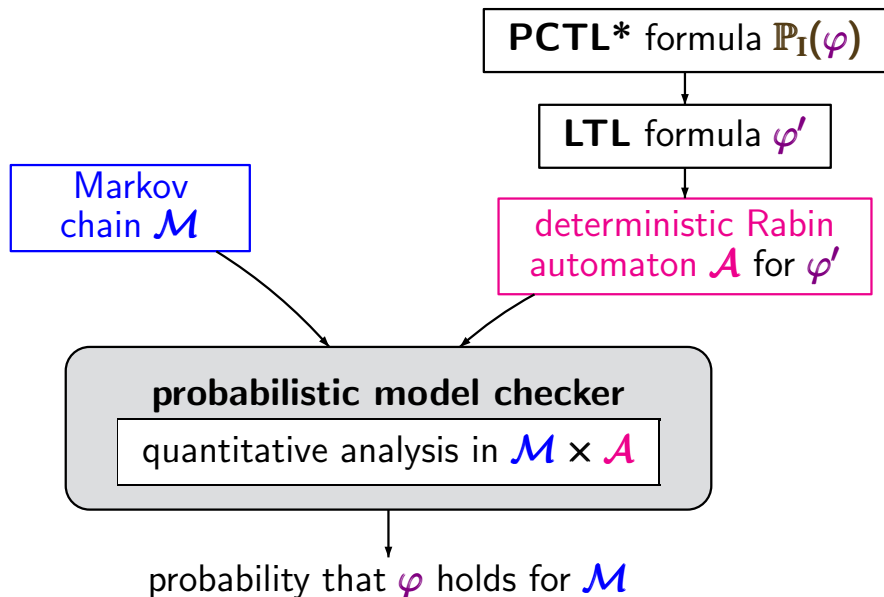 PCTL* formula ℙ_I(φ)
LTL formula φ′
Markov
chain ℳ
deterministic Rabin
automaton 𝒜 for φ′
probabilistic model checker
quantitative analysis in ℳ × 𝒜
probability that φ holds for ℳ